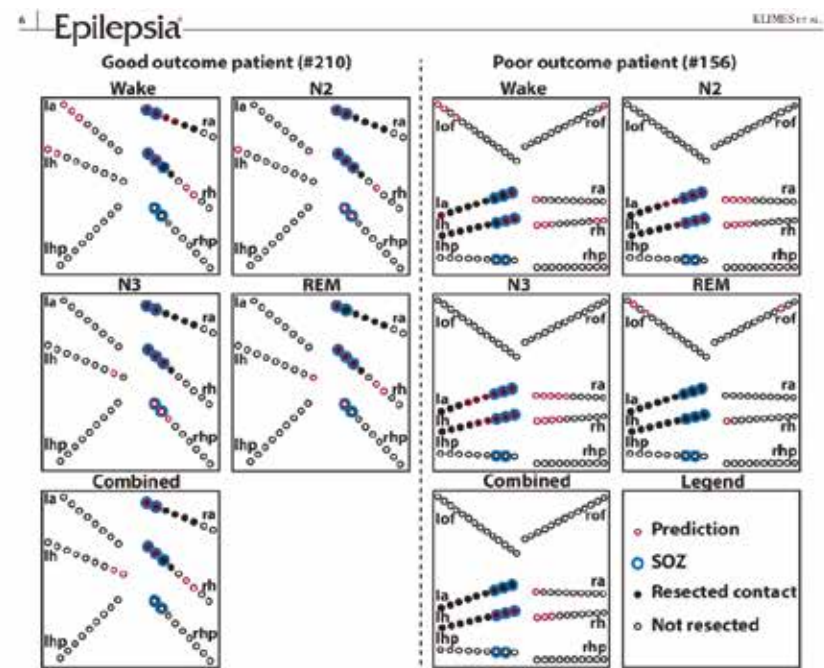 6 Epilepsia KLIMES ET AL.
Good outcome patient (#210)
Wake N2
la ra
lh rh
lhp rhp
la ra
lh rh
lhp rhp
N3 REM
la ra
lh rh
lhp rhp
la ra
lh rh
lhp rhp
Combined
la ra
lh rh
lhp rhp
Poor outcome patient (#156)
Wake N2
lof rof
la ra
lh rh
lhp rhp
lof rof
la ra
lh rh
lhp rhp
N3 REM
lof rof
la ra
lh rh
lhp rhp
lof rof
la ra
lh rh
lhp rhp
Combined Legend
lof rof
la ra
lh rh
lhp rhp
Prediction
SOZ
Resected contact
Not resected